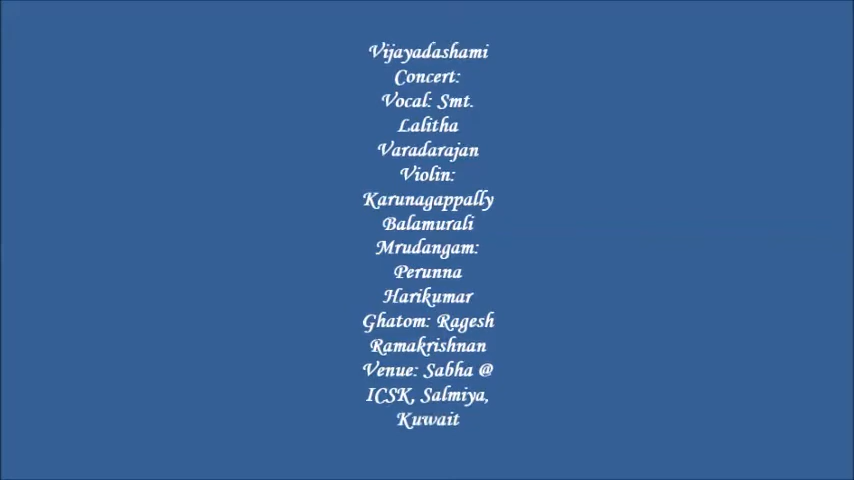 Vijayadashami
Concert:
Vocal: Smt.
Lalitha
Varadarajan
Violin:
Karunagappally
Balamurali
Mrudangam:
Perunna
Harikumar
Ghatom: Ragesh
Ramakrishnan
Venue: Sabha @
ICSK, Salmiya,
Kuwait